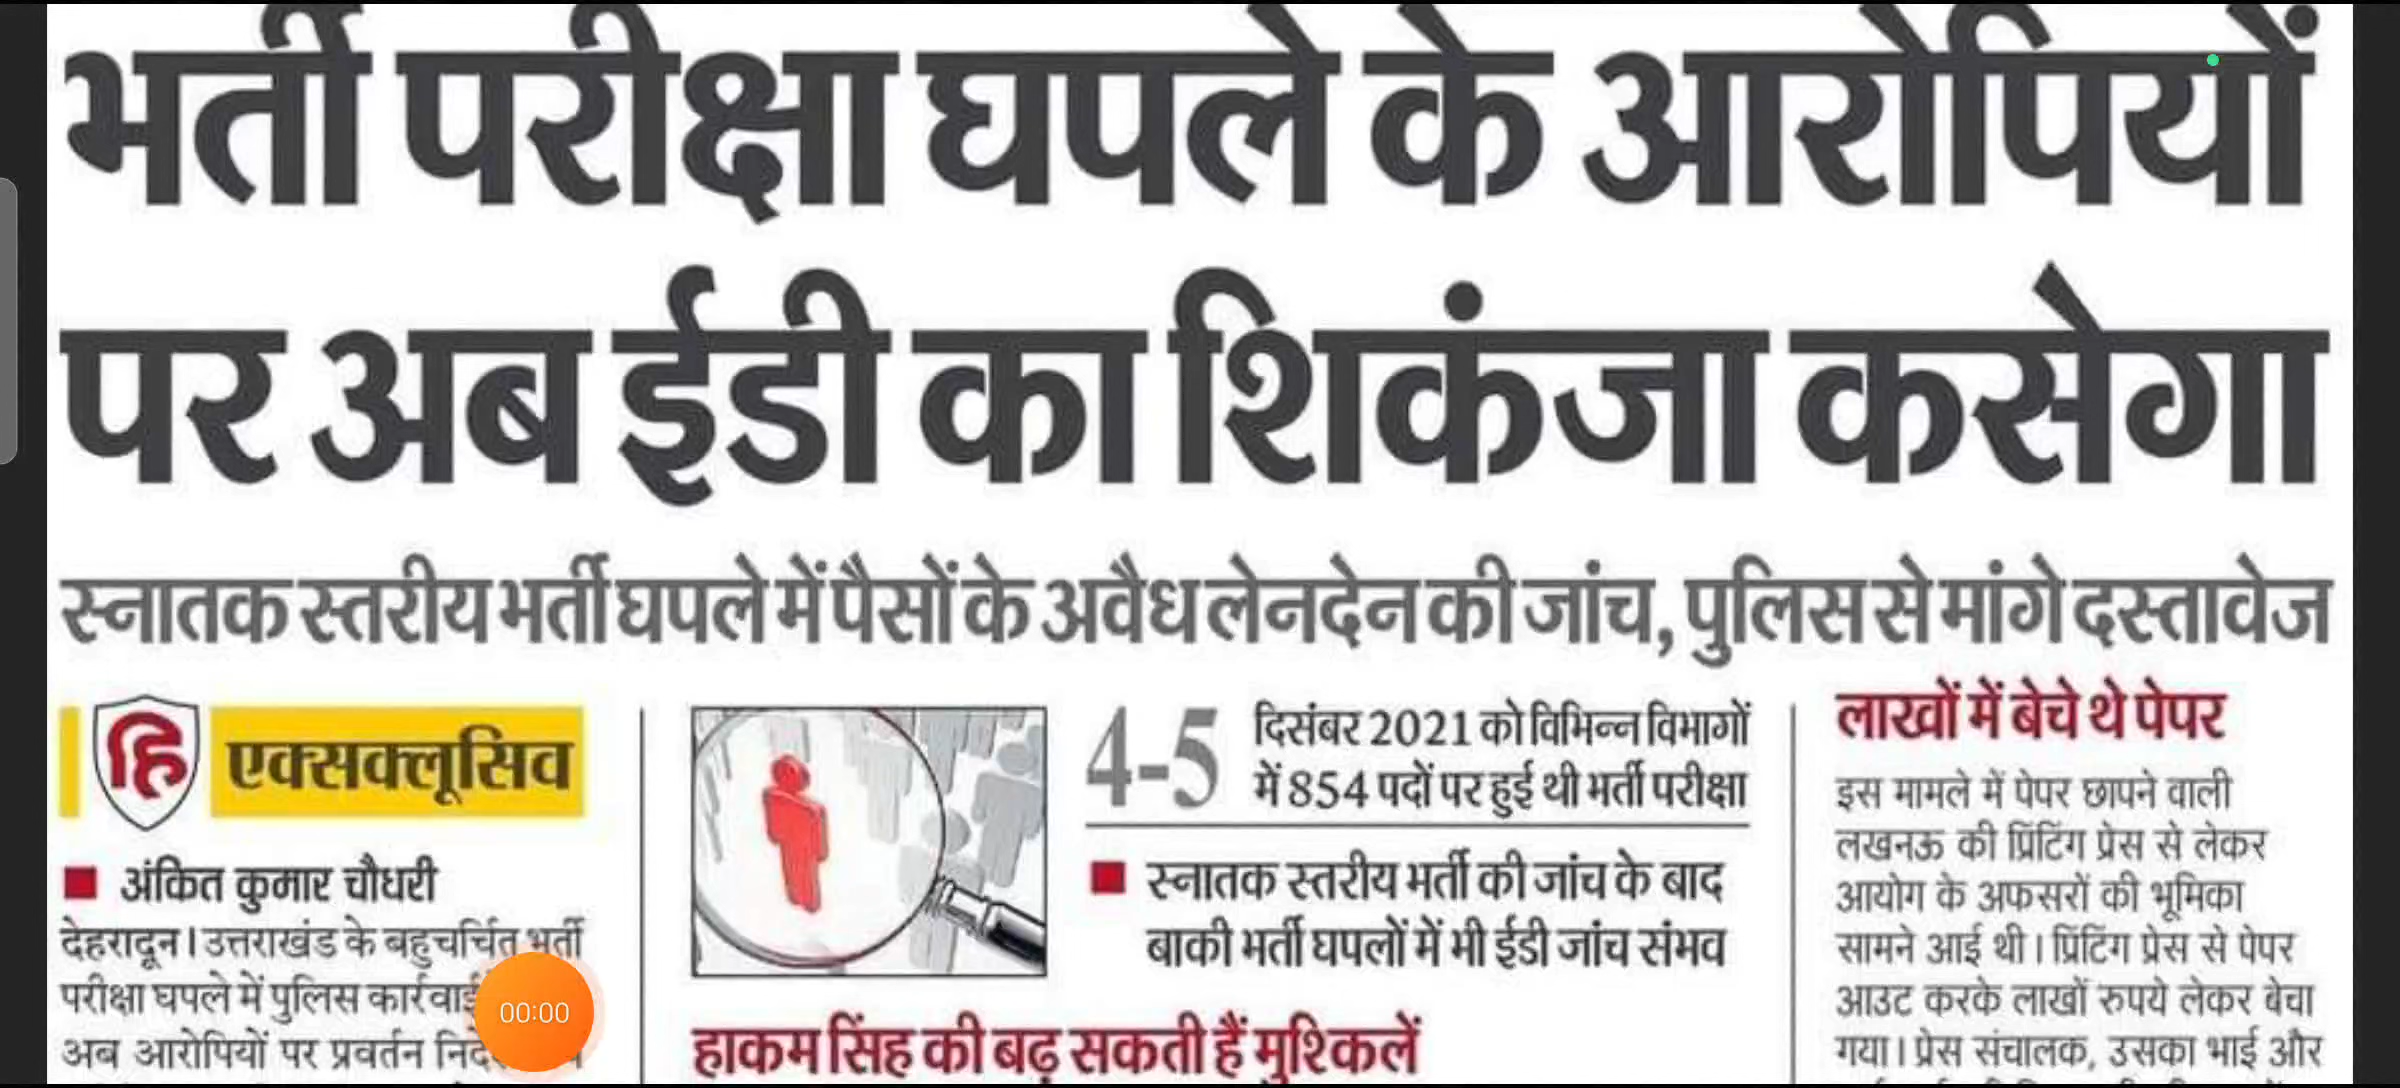 भर्ती परीक्षा घपले के आरोपियों
पर अब ईडी का शिकंजा कसेगा
स्नातक स्तरीय भर्ती घपले में पैसों के अवैध लेनदेन की जांच, पुलिस से मांगे दस्तावेज
हि एक्सक्लूसिव
■ अंकित कुमार चौधरी
देहरादून। उत्तराखंड के बहुचर्चित भर्ती
परीक्षा घपले में पुलिस कार्रवाई
अब आरोपियों पर प्रवर्तन
00:00
4-5 दिसंबर 2021 को विभिन्न विभागों
में 854 पदों पर हुई थी भर्ती परीक्षा
■ स्नातक स्तरीय भर्ती की जांच के बाद
बाकी भर्ती घपलों में भी ईडी जांच संभव
हाकम सिंह की बढ़ सकती हैं मुश्किलें
लाखों में बेचे थे पेपर
इस मामले में पेपर छापने वाली
लखनऊ की प्रिंटिंग प्रेस से लेकर
आयोग के अफसरों की भूमिका
सामने आई थी। प्रिंटिंग प्रेस से पेपर
आउट करके लाखों रुपये लेकर बेचा
गया। प्रेस संचालक, उसका भाई और